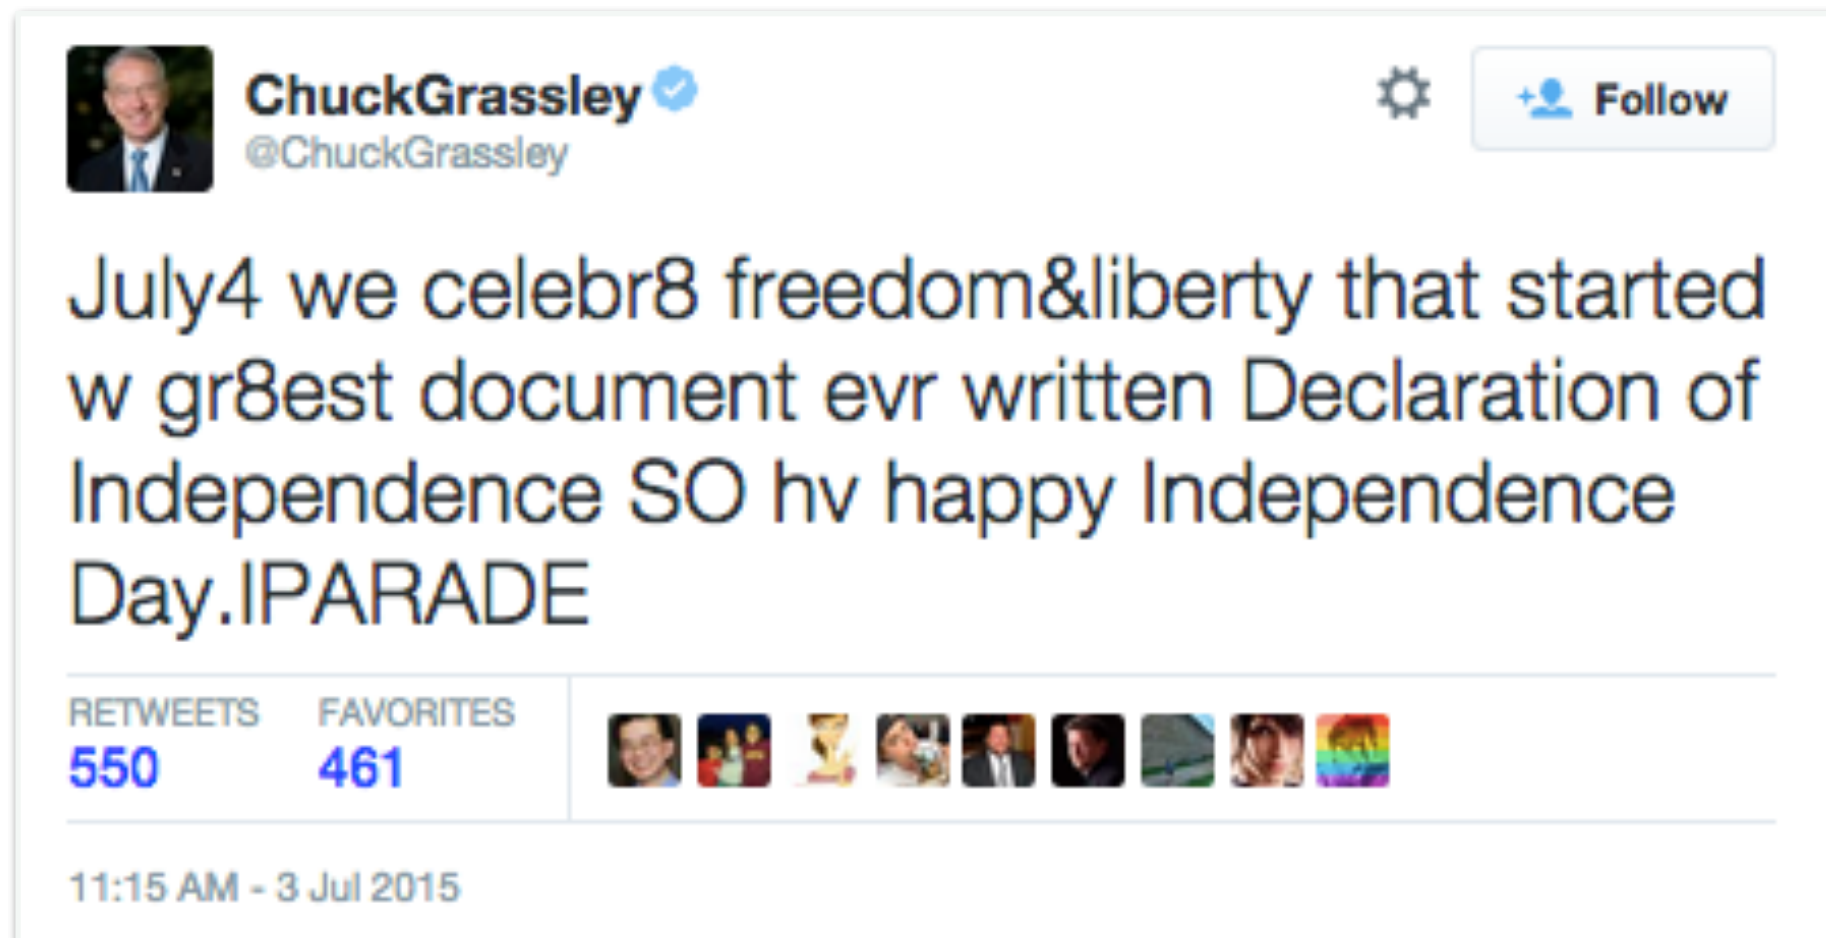 ChuckGrassley
@ChuckGrassley
Follow
July4 we celebr8 freedom&liberty that started
w gr8est document evr written Declaration of
Independence SO hv happy Independence
Day.IPARADE
RETWEETS FAVORITES
550 461
11:15 AM - 3 Jul 2015